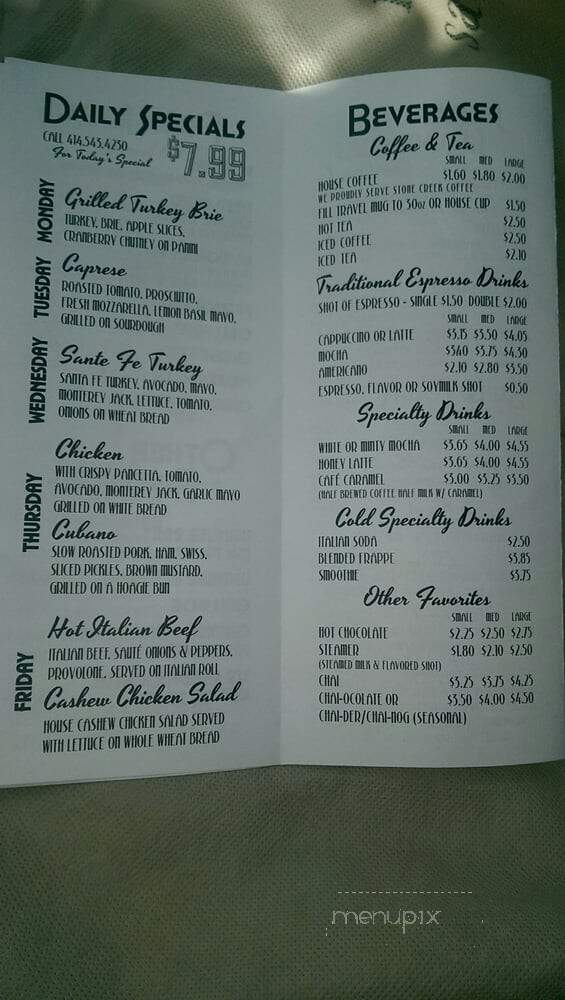 DAILY SPECIALS
CALL 414.545.4250
For Today's Special
$7.99
MONDAY
Grilled Turkey Brie
TURKEY, BRIE, APPLE SLICES,
CRANBERRY CHUTNEY ON PANINI
TUESDAY
Caprese
ROASTED TOMATO, PROSCIUTTO,
FRESH MOZZARELLA, LEMON BASIL MAYO,
GRILLED ON SOURDOUGH
WEDNESDAY
Sante Fe Turkey
SANTA FE TURKEY, AVOCADO, MAYO,
MONTEREY JACK, LETTUCE, TOMATO,
ONIONS ON WHEAT BREAD
THURSDAY
Chicken
WITH CRISPY PANCETTA, TOMATO,
AVOCADO, MONTEREY JACK, GARLIC MAYO
GRILLED ON WHITE BREAD
Cubano
SLOW ROASTED PORK, HAM, SWISS,
SLICED PICKLES, BROWN MUSTARD,
GRILLED ON A HOAGIE BUN
FRIDAY
Hot Italian Beef
ITALIAN BEEF, SAUTÉ ONIONS & PEPPERS,
PROVOLONE, SERVED ON ITALIAN ROLL
Cashew Chicken Salad
HOUSE CASHEW CHICKEN SALAD SERVED
WITH LETTUCE ON WHOLE WHEAT BREAD
BEVERAGES
Coffee & Tea
SMALL MED LARGE
HOUSE COFFEE $1.60 $1.80 $2.00
WE PROUDLY SERVE STONE CREEK COFFEE
FILL TRAVEL MUG TO 30oz OR HOUSE CUP $1.50
HOT TEA $2.50
ICED COFFEE $2.50
ICED TEA $2.10
Traditional Espresso Drinks
SHOT OF ESPRESSO - SINGLE $1.50 DOUBLE $2.00
SMALL MED LARGE
CAPPUCCINO OR LATTE $3.15 $3.50 $4.05
MOCHA $3.40 $3.75 $4.30
AMERICANO $2.10 $2.80 $3.50
ESPRESSO, FLAVOR OR SOYMILK SHOT $0.50
Specialty Drinks
SMALL MED LARGE
WHITE OR MINTY MOCHA $3.65 $4.00 $4.55
HONEY LATTE $3.65 $4.00 $4.55
CAFÉ CARAMEL $3.00 $3.25 $3.50
(HALF BREWED COFFEE HALF MILK W/ CARAMEL)
Cold Specialty Drinks
ITALIAN SODA $2.50
BLENDED FRAPPE $3.85
SMOOTHIE $3.75
Other Favorites
SMALL MED LARGE
HOT CHOCOLATE $2.25 $2.50 $2.75
STEAMER $1.80 $2.10 $2.50
(STEAMED MILK & FLAVORED SHOT)
CHAI $3.25 $3.75 $4.25
CHAI-OCOLATE OR $3.50 $4.00 $4.50
CHAI-DER/CHAI-NOG (SEASONAL)
menupix